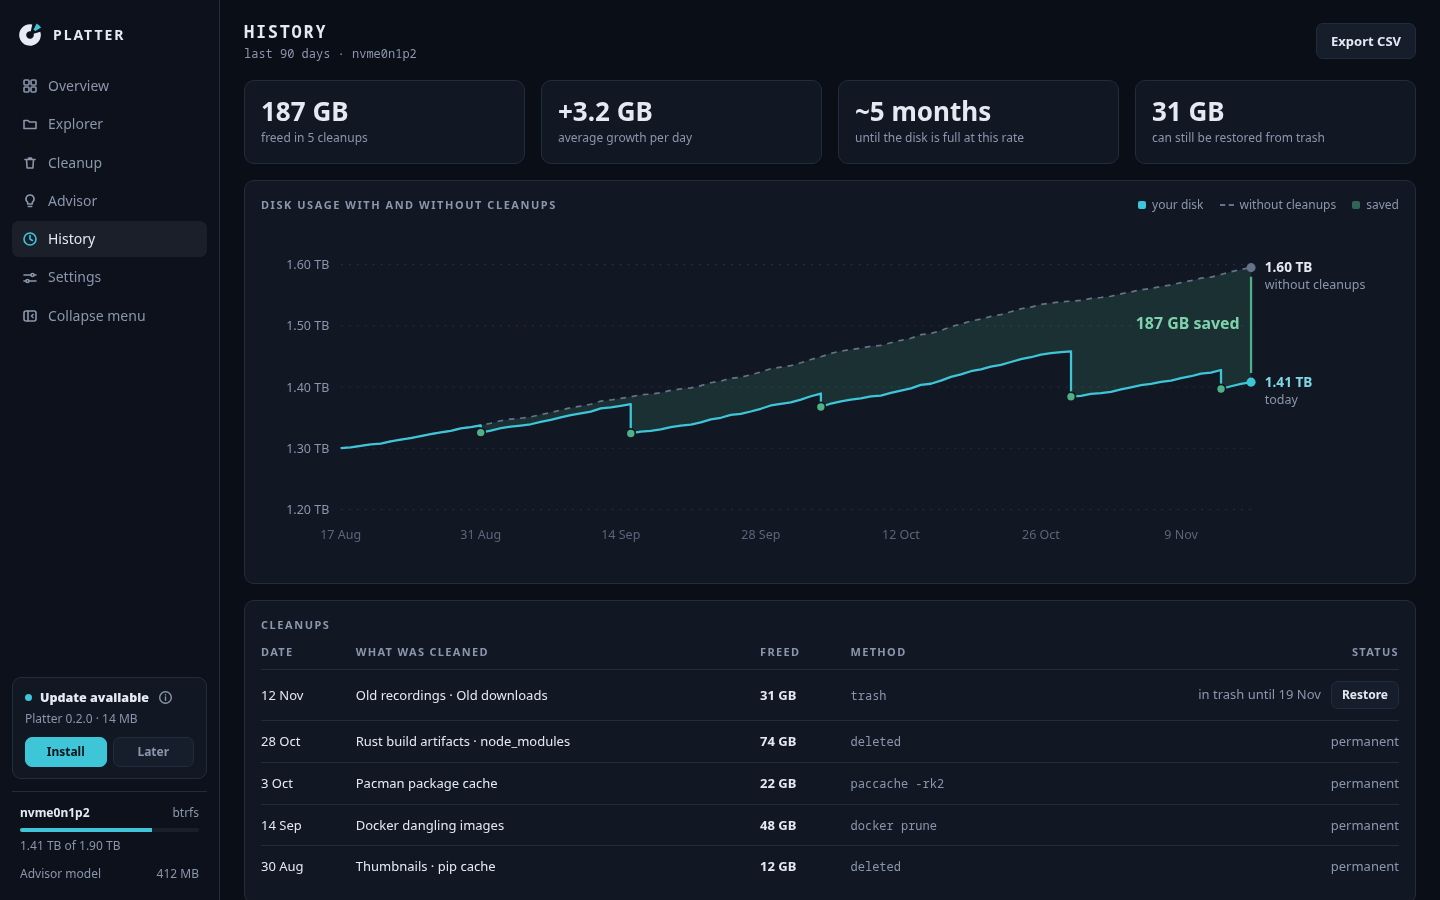 PLATTER
Overview
Explorer
Cleanup
Advisor
History
Settings
Collapse menu
Update available
Platter 0.2.0 · 14 MB
Install Later
nvme0n1p2 btrfs
1.41 TB of 1.90 TB
Advisor model 412 MB
HISTORY
last 90 days · nvme0n1p2
Export CSV
187 GB
freed in 5 cleanups
+3.2 GB
average growth per day
~5 months
until the disk is full at this rate
31 GB
can still be restored from trash
DISK USAGE WITH AND WITHOUT CLEANUPS
your disk without cleanups saved
1.60 TB
1.50 TB
1.40 TB
1.30 TB
1.20 TB
1.60 TB
without cleanups
187 GB saved
1.41 TB
today
17 Aug 31 Aug 14 Sep 28 Sep 12 Oct 26 Oct 9 Nov
CLEANUPS
DATE WHAT WAS CLEANED FREED METHOD STATUS
12 Nov Old recordings · Old downloads 31 GB trash in trash until 19 Nov Restore
28 Oct Rust build artifacts · node_modules 74 GB deleted permanent
3 Oct Pacman package cache 22 GB paccache -rk2 permanent
14 Sep Docker dangling images 48 GB docker prune permanent
30 Aug Thumbnails · pip cache 12 GB deleted permanent